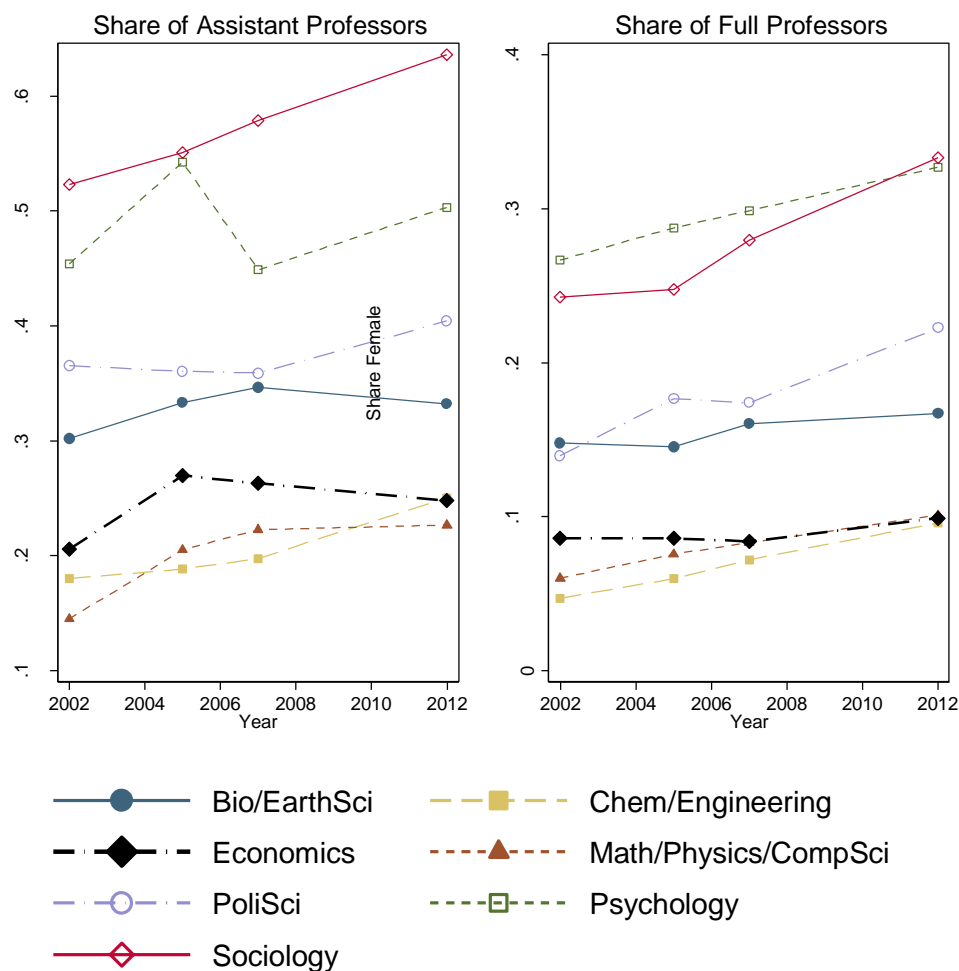 Share of Assistant Professors
.6
.5
.4
.3
.2
.1
Share Female
2002 2004 2006 2008 2010 2012
Year
Share of Full Professors
.4
.3
.2
.1
0
2002 2004 2006 2008 2010 2012
Year
Bio/EarthSci Chem/Engineering
Economics Math/Physics/CompSci
PoliSci Psychology
Sociology